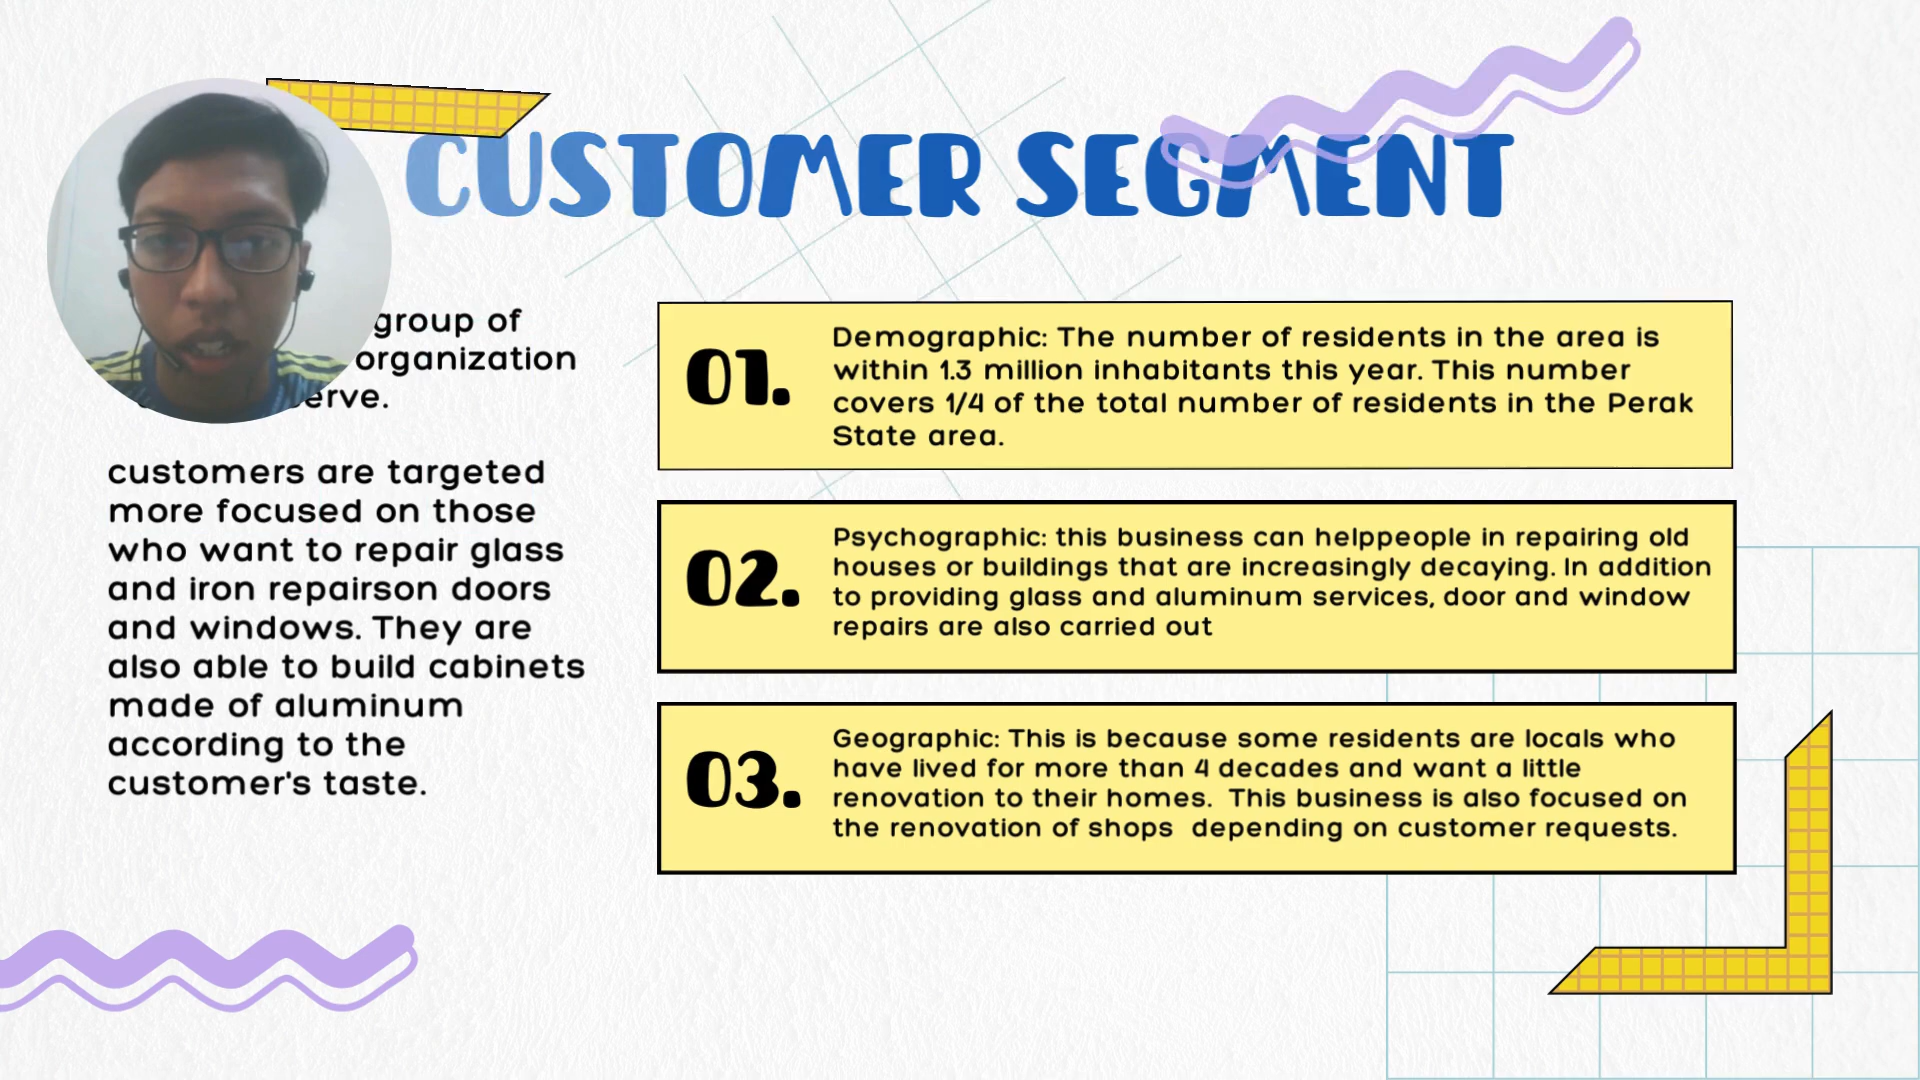 CUSTOMER SEGMENT
group of
organization
erve.
customers are targeted
more focused on those
who want to repair glass
and iron repairson doors
and windows. They are
also able to build cabinets
made of aluminum
according to the
customer's taste.
01.
Demographic: The number of residents in the area is
within 1.3 million inhabitants this year. This number
covers 1/4 of the total number of residents in the Perak
State area.
02.
Psychographic: this business can helppeople in repairing old
houses or buildings that are increasingly decaying. In addition
to providing glass and aluminum services, door and window
repairs are also carried out
03.
Geographic: This is because some residents are locals who
have lived for more than 4 decades and want a little
renovation to their homes.  This business is also focused on
the renovation of shops  depending on customer requests.